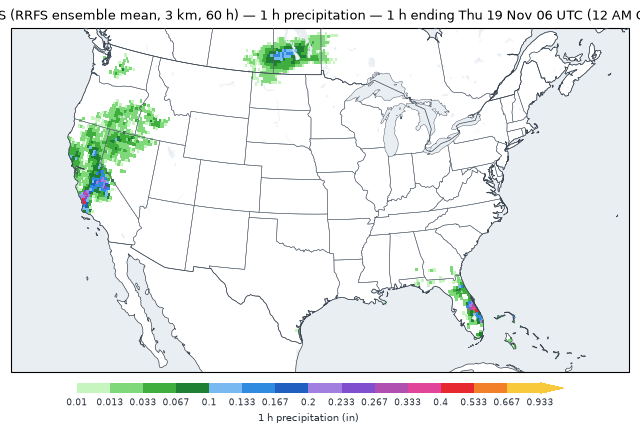 S (RRFS ensemble mean, 3 km, 60 h) — 1 h precipitation — 1 h ending Thu 19 Nov 06 UTC (12 AM C
0.01 0.013 0.033 0.067 0.1 0.133 0.167 0.2 0.233 0.267 0.333 0.4 0.533 0.667 0.933
1 h precipitation (in)